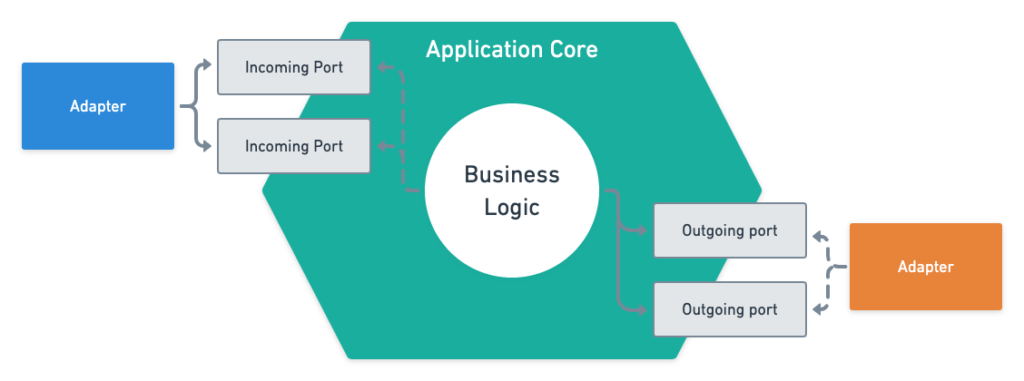 Application Core
Incoming Port
Adapter
Incoming Port
Business
Logic
Outgoing port
Adapter
Outgoing port